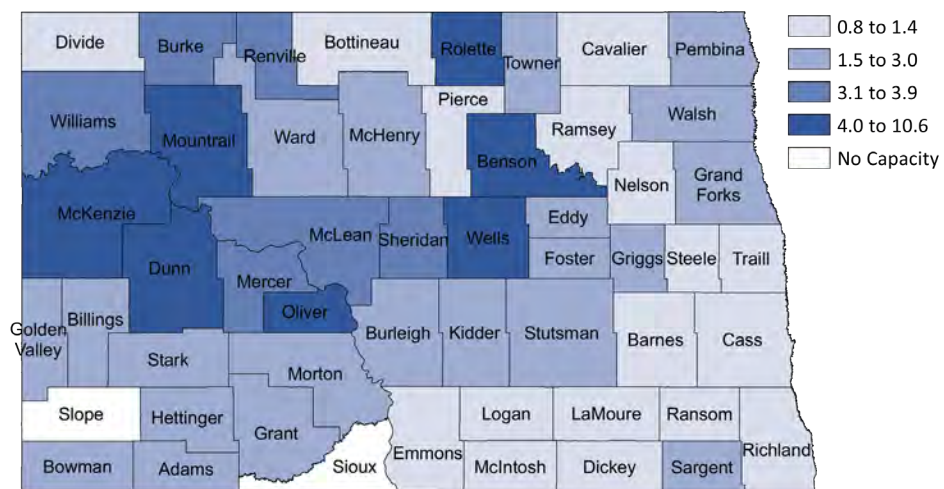 Divide
Burke
Renville
Bottineau
Rolette
Towner
Cavalier
Pembina
Williams
Mountrail
Ward
McHenry
Pierce
Benson
Ramsey
Walsh
Nelson
Grand
Forks
McKenzie
Dunn
McLean
Mercer
Oliver
Sheridan
Wells
Eddy
Foster
Griggs
Steele
Traill
Golden
Valley
Billings
Stark
Morton
Burleigh
Kidder
Stutsman
Barnes
Cass
Slope
Hettinger
Grant
Bowman
Adams
Sioux
Emmons
Logan
McIntosh
LaMoure
Dickey
Ransom
Sargent
Richland
0.8 to 1.4
1.5 to 3.0
3.1 to 3.9
4.0 to 10.6
No Capacity